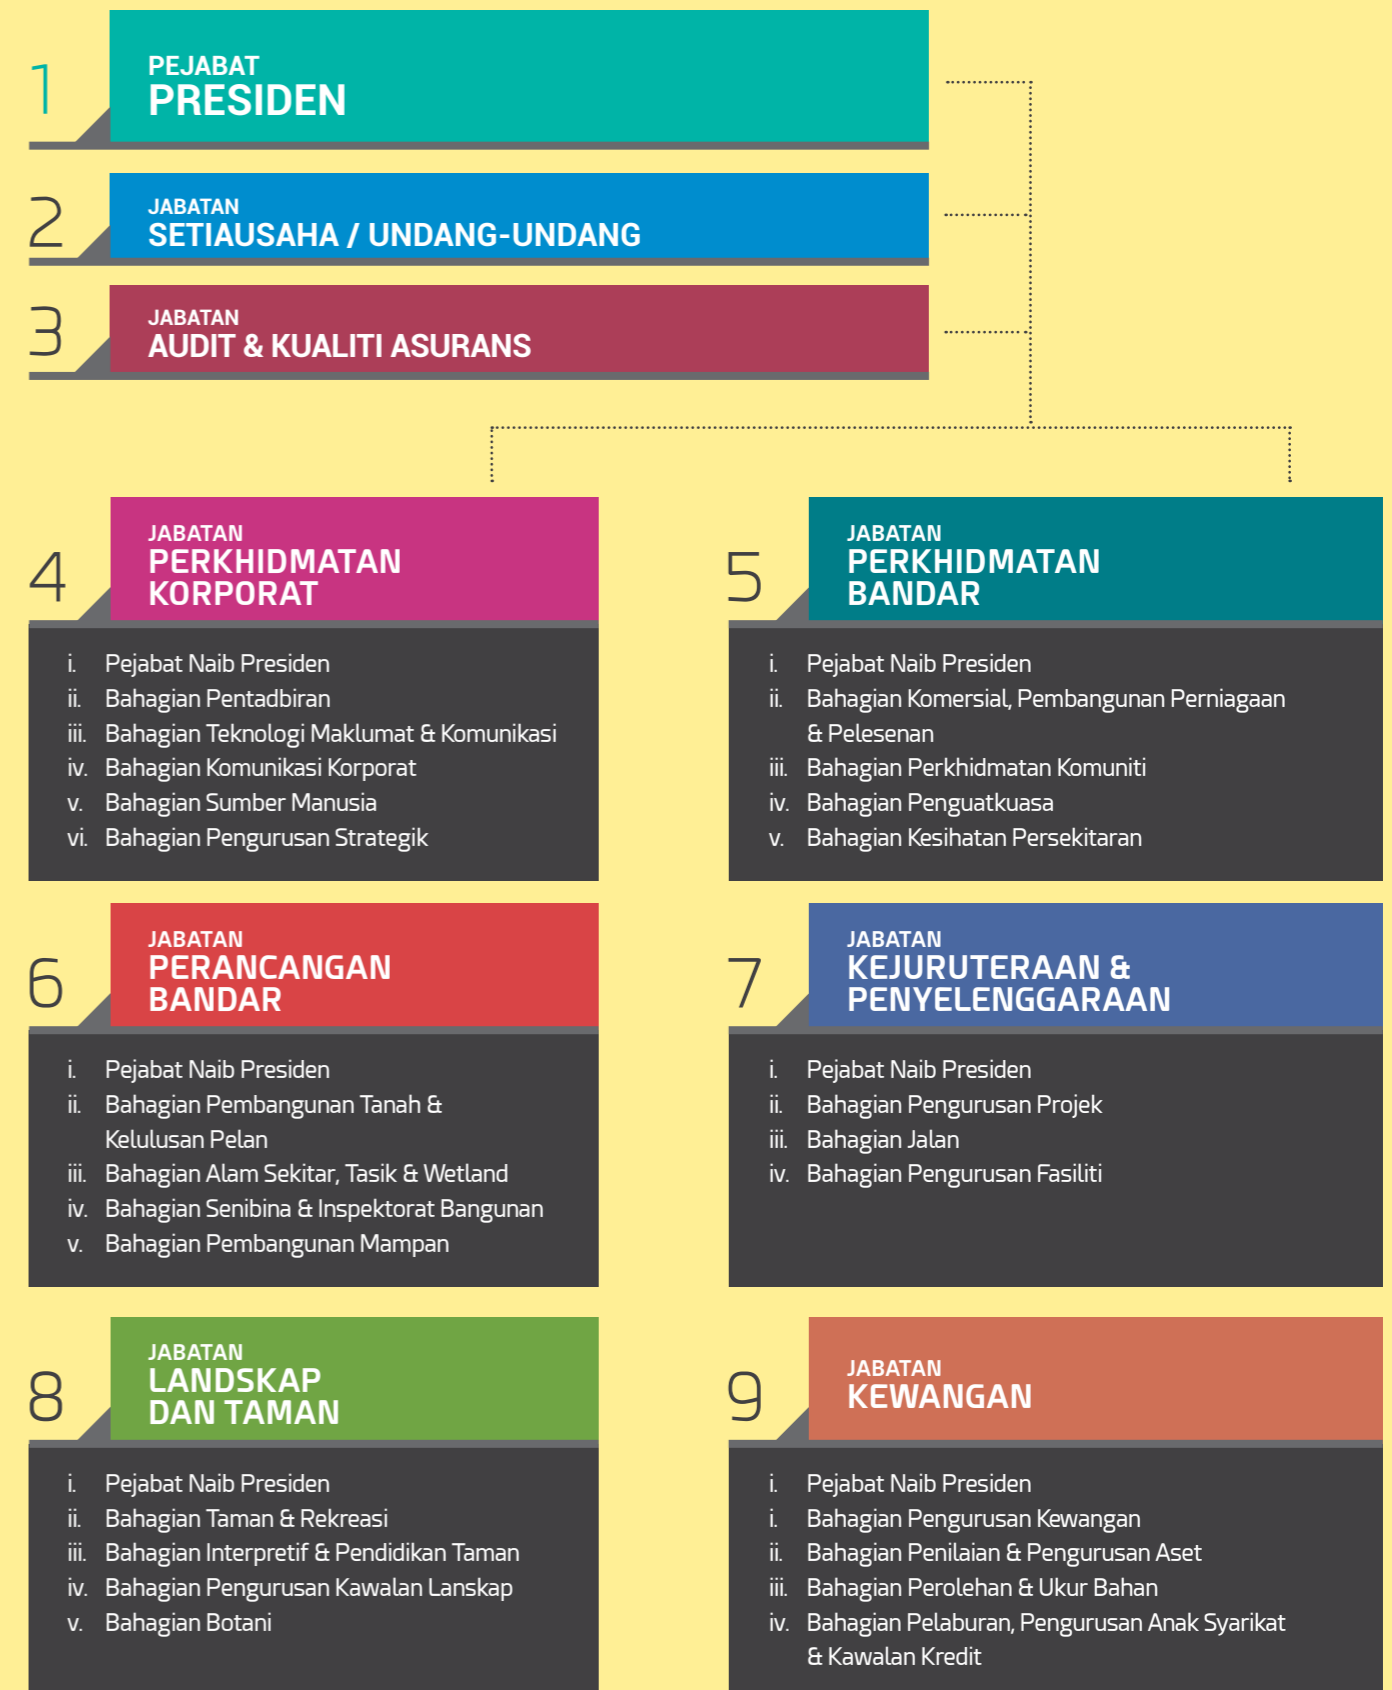 1
PEJABAT
PRESIDEN
2
JABATAN
SETIAUSAHA / UNDANG-UNDANG
3
JABATAN
AUDIT & KUALITI ASURANS
4
JABATAN
PERKHIDMATAN
KORPORAT
i. Pejabat Naib Presiden
ii. Bahagian Pentadbiran
iii. Bahagian Teknologi Maklumat & Komunikasi
iv. Bahagian Komunikasi Korporat
v. Bahagian Sumber Manusia
vi. Bahagian Pengurusan Strategik
5
JABATAN
PERKHIDMATAN
BANDAR
i. Pejabat Naib Presiden
ii. Bahagian Komersial, Pembangunan Perniagaan
& Pelesenan
iii. Bahagian Perkhidmatan Komuniti
iv. Bahagian Penguatkuasa
v. Bahagian Kesihatan Persekitaran
6
JABATAN
PERANCANGAN
BANDAR
i. Pejabat Naib Presiden
ii. Bahagian Pembangunan Tanah &
Kelulusan Pelan
iii. Bahagian Alam Sekitar, Tasik & Wetland
iv. Bahagian Senibina & Inspektorat Bangunan
v. Bahagian Pembangunan Mampan
7
JABATAN
KEJURUTERAAN &
PENYELENGGARAAN
i. Pejabat Naib Presiden
ii. Bahagian Pengurusan Projek
iii. Bahagian Jalan
iv. Bahagian Pengurusan Fasiliti
8
JABATAN
LANDSKAP
DAN TAMAN
i. Pejabat Naib Presiden
ii. Bahagian Taman & Rekreasi
iii. Bahagian Interpretif & Pendidikan Taman
iv. Bahagian Pengurusan Kawalan Lanskap
v. Bahagian Botani
9
JABATAN
KEWANGAN
i. Pejabat Naib Presiden
i. Bahagian Pengurusan Kewangan
ii. Bahagian Penilaian & Pengurusan Aset
iii. Bahagian Perolehan & Ukur Bahan
iv. Bahagian Pelaburan, Pengurusan Anak Syarikat
& Kawalan Kredit